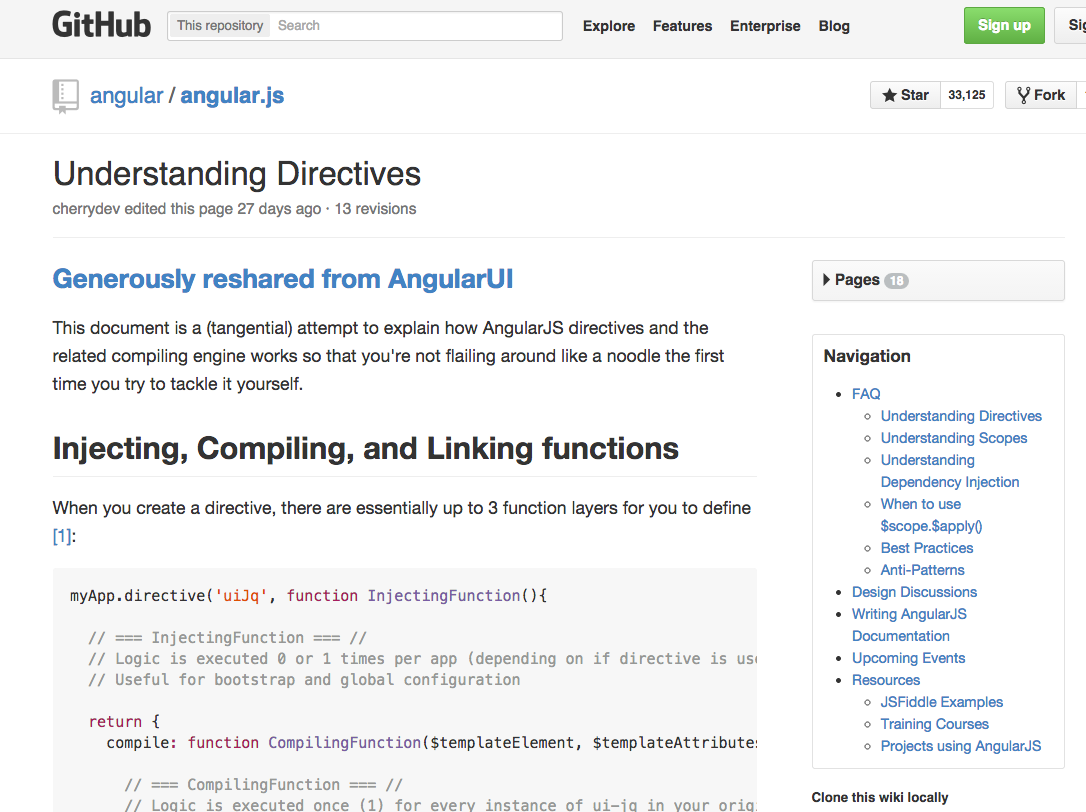 GitHub This repository Search Explore Features Enterprise Blog Sign up
angular / angular.js Star 33,125 Fork
Understanding Directives
cherrydev edited this page 27 days ago · 13 revisions
Generously reshared from AngularUI
This document is a (tangential) attempt to explain how AngularJS directives and the
related compiling engine works so that you're not flailing around like a noodle the first
time you try to tackle it yourself.
Injecting, Compiling, and Linking functions
When you create a directive, there are essentially up to 3 function layers for you to define
[1]:
myApp.directive('uiJq', function InjectingFunction(){
// === InjectingFunction === //
// Logic is executed 0 or 1 times per app (depending on if directive is
// Useful for bootstrap and global configuration
return {
compile: function CompilingFunction($templateElement, $templateAttributes
// === CompilingFunction === //
// Logic is executed once (1) for every instance of ui-jq in your
Pages 18
Navigation
FAQ
Understanding Directives
Understanding Scopes
Understanding
Dependency Injection
When to use
$scope.$apply()
Best Practices
Anti-Patterns
Design Discussions
Writing AngularJS
Documentation
Upcoming Events
Resources
JSFiddle Examples
Training Courses
Projects using AngularJS
Clone this wiki locally